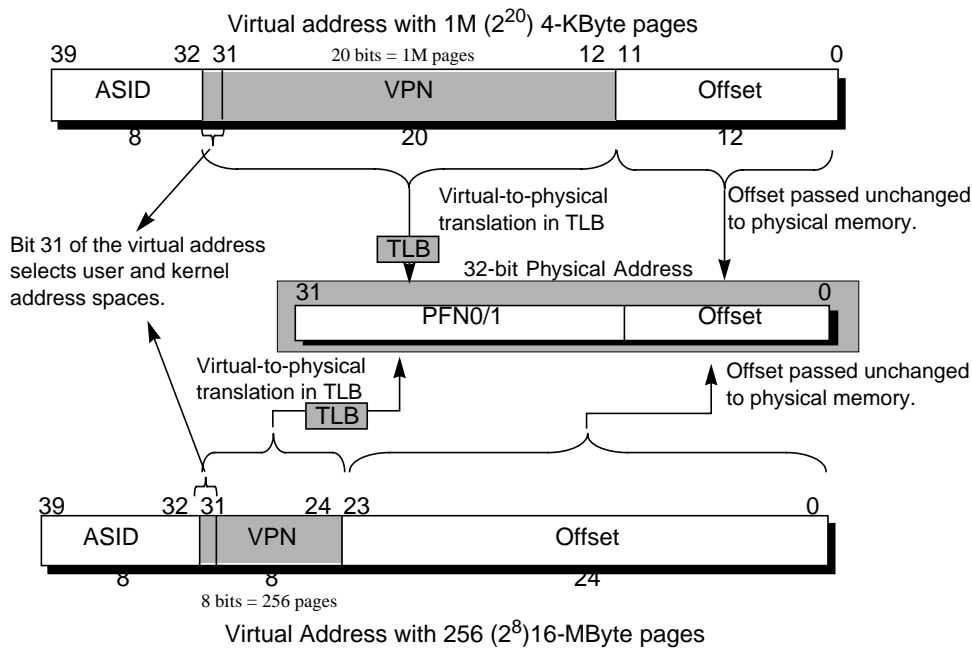 Virtual address with 1M (2^20) 4-KByte pages
39 32 31 20 bits = 1M pages 12 11 0
ASID VPN Offset
8 20 12
Virtual-to-physical
translation in TLB
Offset passed unchanged
to physical memory.
TLB
Bit 31 of the virtual address
selects user and kernel
address spaces.
32-bit Physical Address
31 0
PFN0/1 Offset
Virtual-to-physical
translation in TLB
TLB
Offset passed unchanged
to physical memory.
39 32 31 24 23 0
ASID VPN Offset
8 8 24
8 bits = 256 pages
Virtual Address with 256 (2^8)16-MByte pages